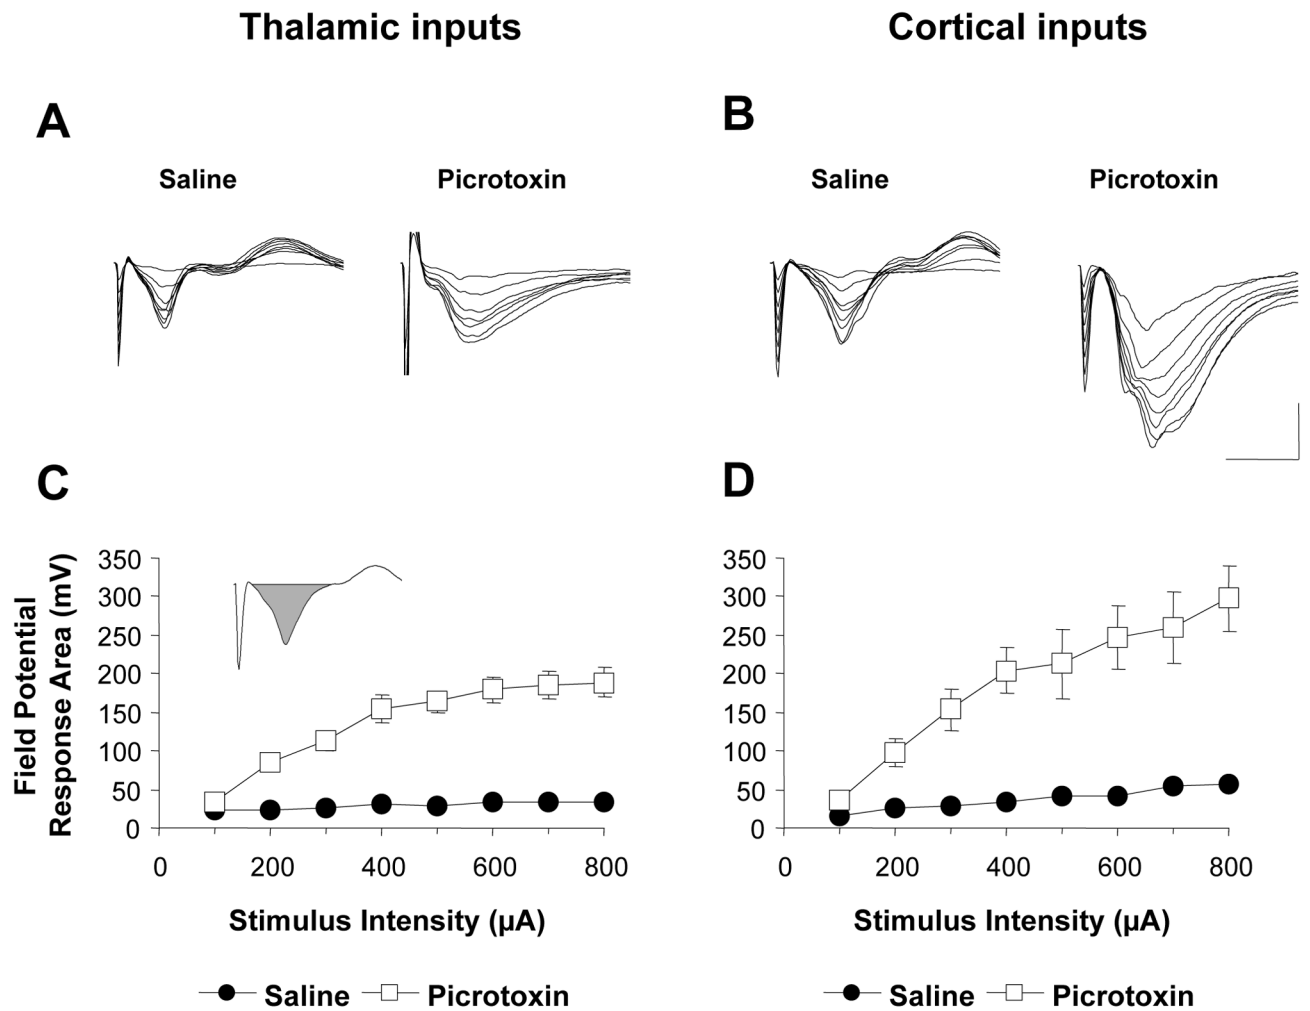 Thalamic inputs
Cortical inputs
A
B
Saline
Picrotoxin
Saline
Picrotoxin
C
D
Field Potential
Response Area (mV)
350
300
250
200
150
100
50
0
0 200 400 600 800
Stimulus Intensity (µA)
Saline Picrotoxin
350
300
250
200
150
100
50
0
0 200 400 600 800
Stimulus Intensity (µA)
Saline Picrotoxin